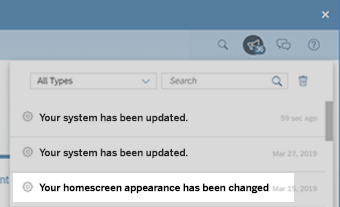 All Types Search
Your system has been updated. 59 sec ago
Your system has been updated. Mar 27, 2019
nt
Your homescreen appearance has been changed Mar 15, 2019